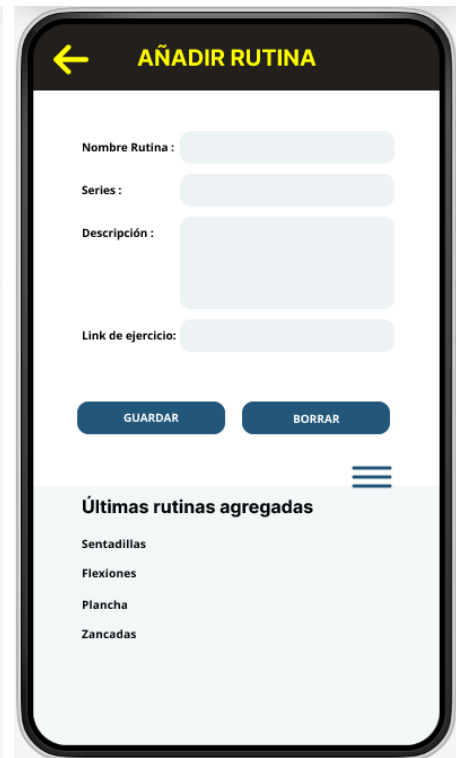 AÑADIR RUTINA
Nombre Rutina :
Series :
Descripción :
Link de ejercicio:
GUARDAR BORRAR
Últimas rutinas agregadas
Sentadillas
Flexiones
Plancha
Zancadas